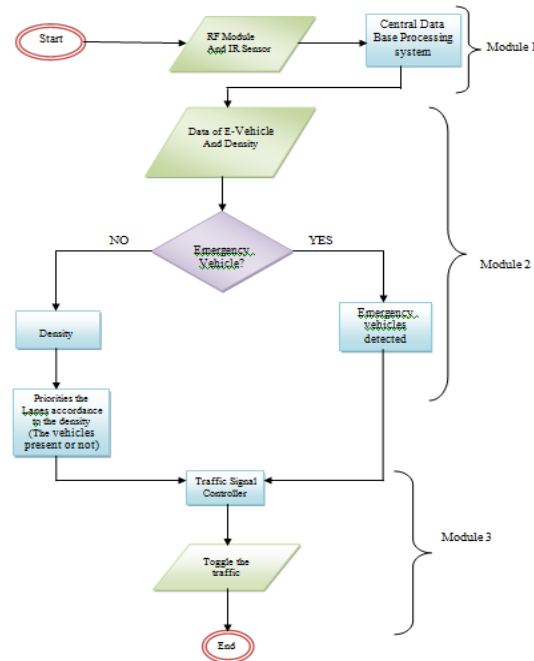 Start
RF Module
And IR Sensor
Central Data
Base Processing
system
Module 1
Data of E-Vehicle
And Density
NO
Emergency
Vehicle?
YES
Module 2
Density
Emergency
vehicles
detected
Priorities the
Lanes accordance
to the density
(The vehicles
present or not)
Traffic Signal
Controller
Module 3
Toggle the
traffic
End